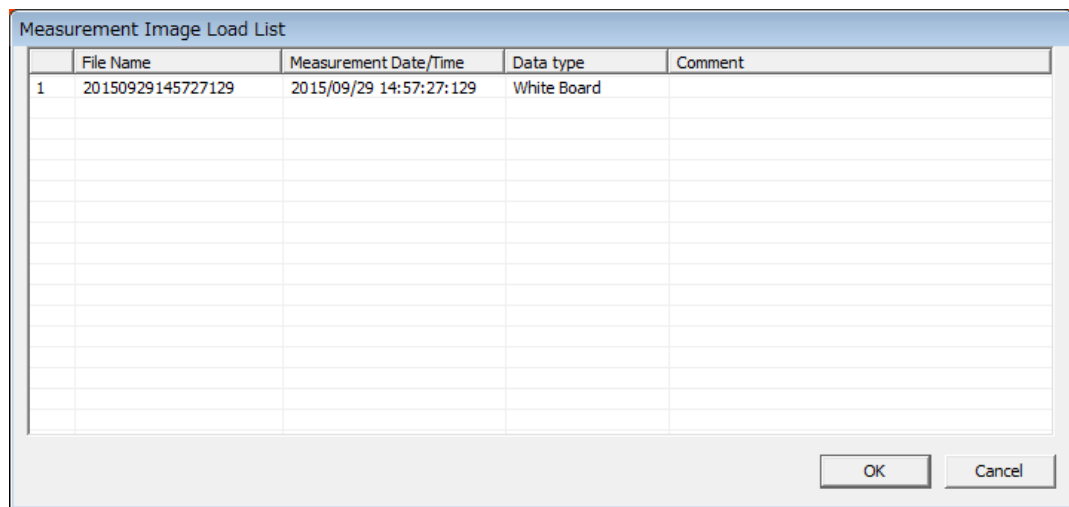 Measurement Image Load List
File Name Measurement Date/Time Data type Comment
1 20150929145727129 2015/09/29 14:57:27:129 White Board
OK Cancel